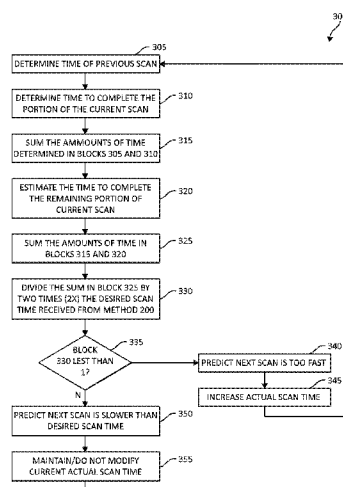 30
305
DETERMINE TIME OF PREVIOUS SCAN
310
DETERMINE TIME TO COMPLETE THE
PORTION OF THE CURRENT SCAN
315
SUM THE AMMOUNTS OF TIME
DETERMINED IN BLOCKS 305 AND 310
320
ESTIMATE THE TIME TO COMPLETE
THE REMAINING PORTION OF
CURRENT SCAN
325
SUM THE AMOUNTS OF TIME IN
BLOCKS 315 AND 320
330
DIVIDE THE SUM IN BLOCK 325 BY
TWO TIMES (2X) THE DESIRED SCAN
TIME RECEIVED FROM METHOD 200
335
BLOCK
330 LEST THAN
1?
340
PREDICT NEXT SCAN IS TOO FAST
345
INCREASE ACTUAL SCAN TIME
N
350
PREDICT NEXT SCAN IS SLOWER THAN
DESIRED SCAN TIME
355
MAINTAIN/DO NOT MODIFY
CURRENT ACTUAL SCAN TIME